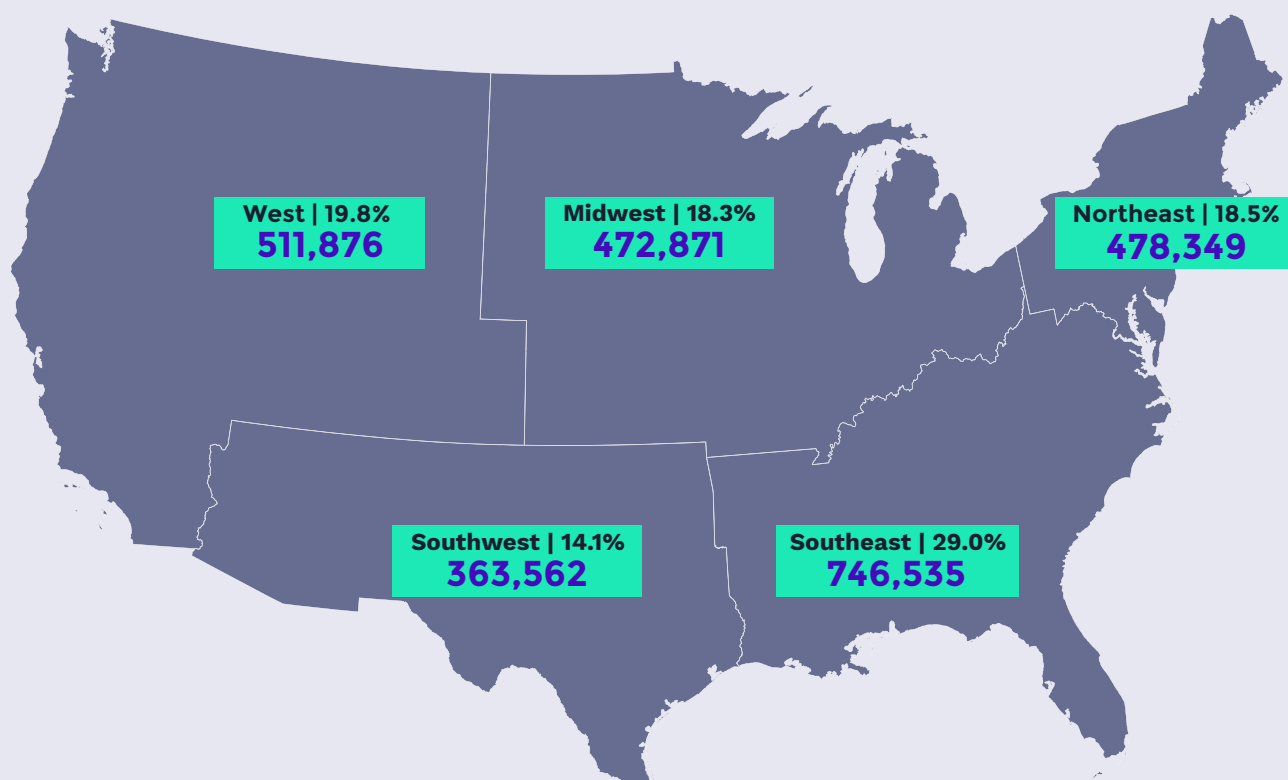 West | 19.8%
511,876
Midwest | 18.3%
472,871
Northeast | 18.5%
478,349
Southwest | 14.1%
363,562
Southeast | 29.0%
746,535